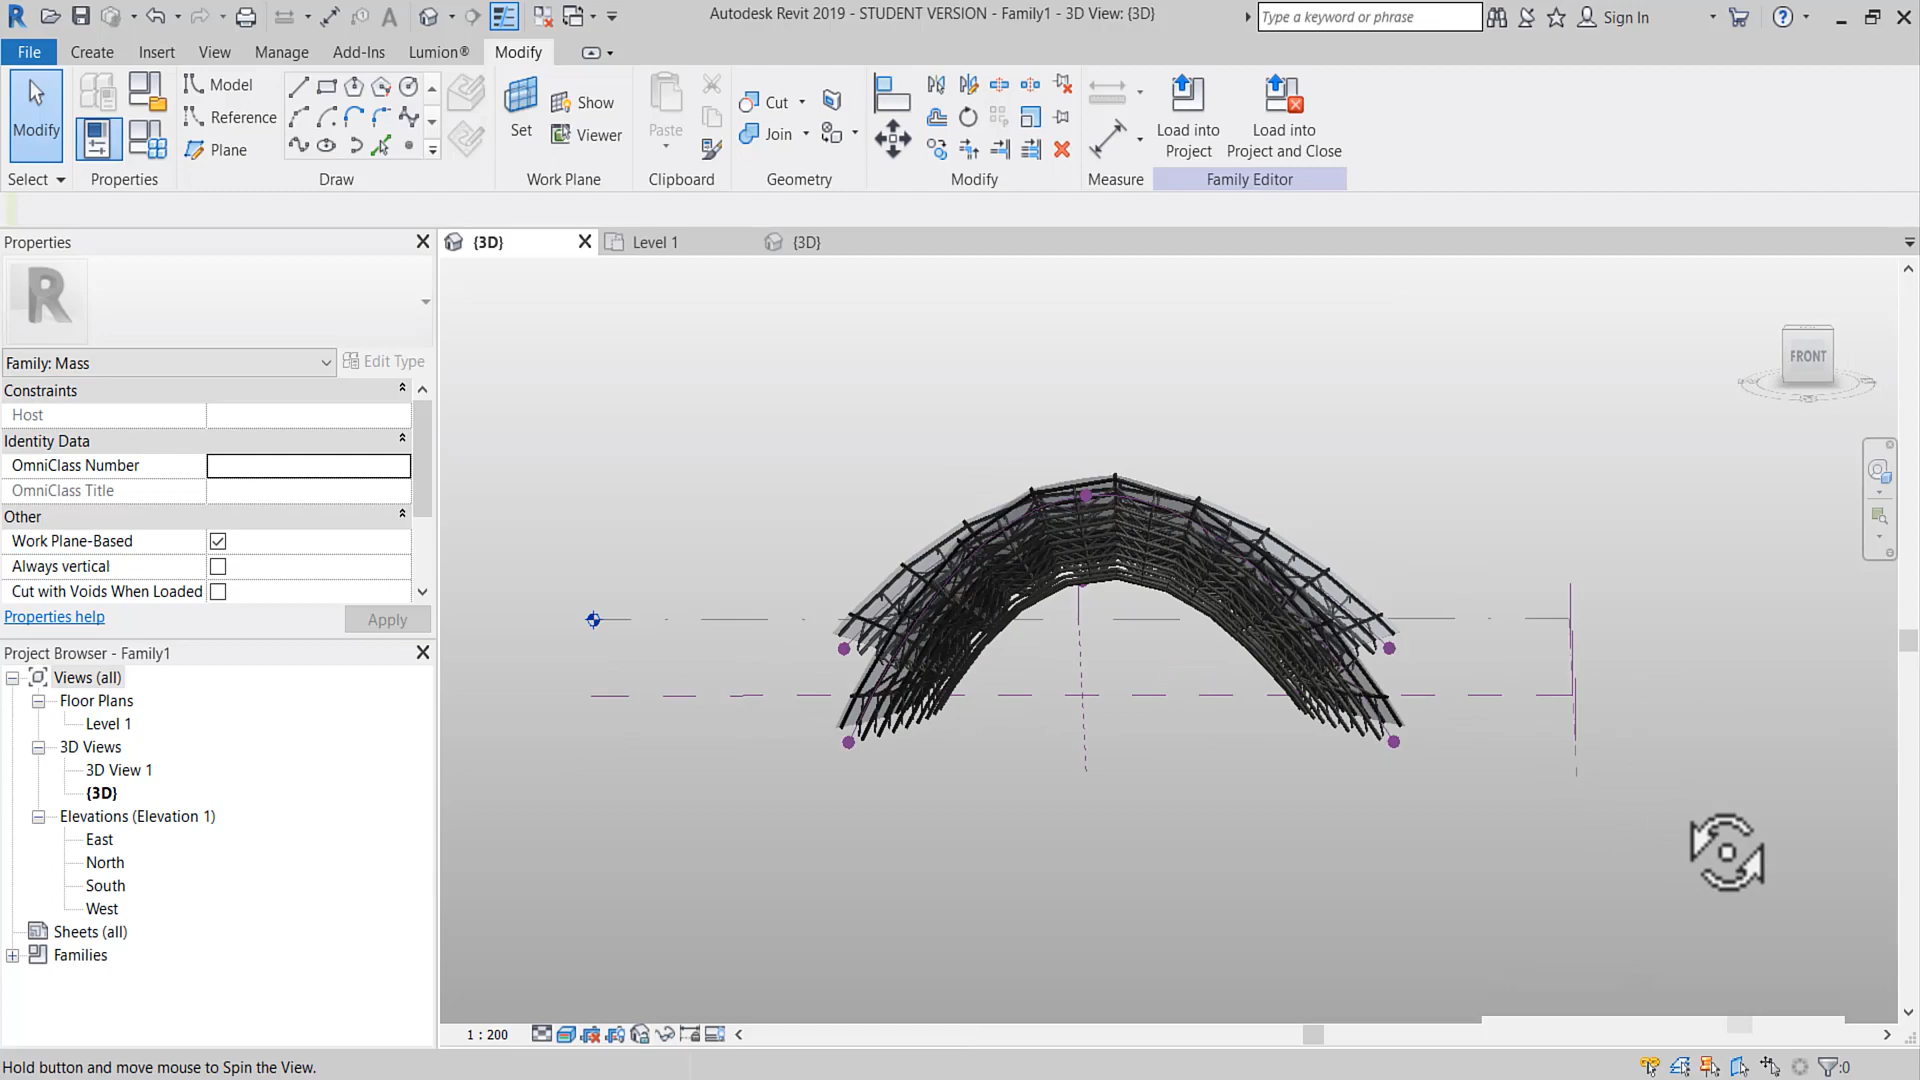 Autodesk Revit 2019 - STUDENT VERSION - Family1 - 3D View: {3D}
Type a keyword or phrase
Sign In
File Create Insert View Manage Add-Ins Lumion® Modify
Modify
Model
Reference
Plane
Set
Show
Viewer
Paste
Cut
Join
Load into
Project
Load into
Project and Close
Select Properties Draw Work Plane Clipboard Geometry Modify Measure Family Editor
Properties
{3D} Level 1 {3D}
R
Family: Mass Edit Type
Constraints
Host
Identity Data
OmniClass Number
OmniClass Title
Other
Work Plane-Based
Always vertical
Cut with Voids When Loaded
Properties help Apply
Project Browser - Family1
Views (all)
Floor Plans
Level 1
3D Views
3D View 1
{3D}
Elevations (Elevation 1)
East
North
South
West
Sheets (all)
Families
FRONT
1 : 200
Hold button and move mouse to Spin the View.
:0